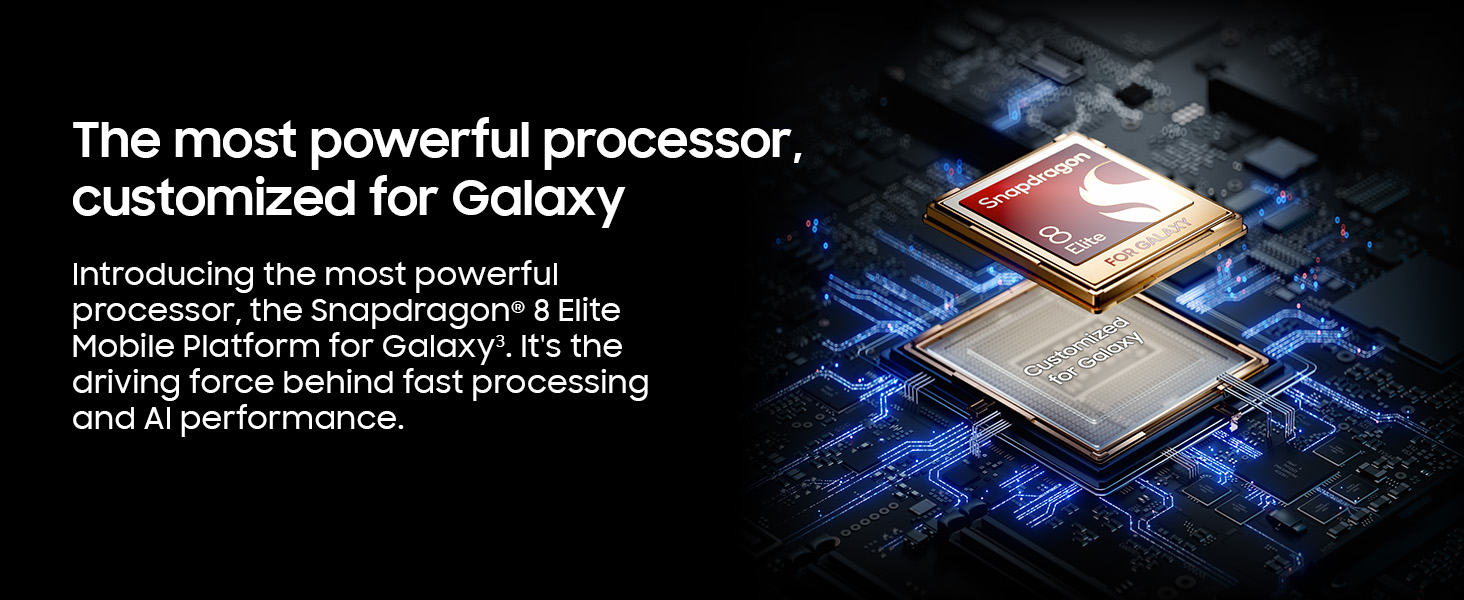 The most powerful processor,
customized for Galaxy
Introducing the most powerful
processor, the Snapdragon® 8 Elite
Mobile Platform for Galaxy³. It's the
driving force behind fast processing
and AI performance.
Snapdragon
8
Elite
FOR GALAXY
Customized
for Galaxy